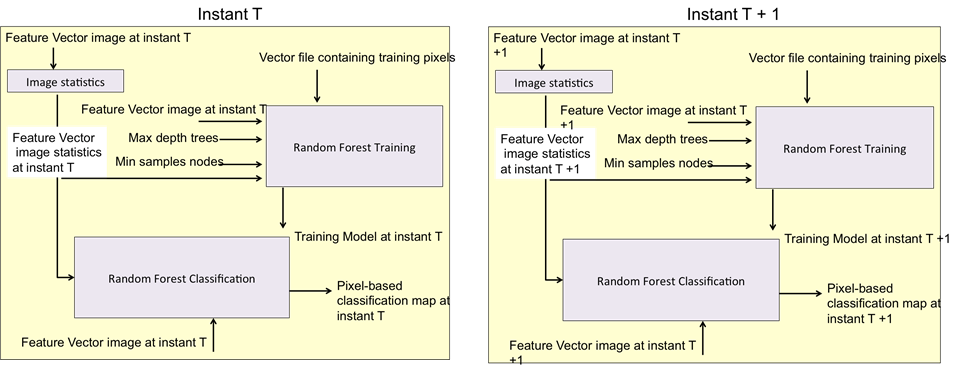 Instant T
Feature Vector image at instant T
Image statistics
Vector file containing training pixels
Feature Vector image at instant T
Max depth trees
Min samples nodes
Feature Vector
image statistics
at instant T
Random Forest Training
Training Model at instant T
Random Forest Classification
Pixel-based
classification map at
instant T
Feature Vector image at instant T
Instant T + 1
Feature Vector image at instant T
+1
Image statistics
Vector file containing training pixels
Feature Vector image at instant T
+1
Max depth trees
Min samples nodes
Feature Vector
image statistics
at instant T +1
Random Forest Training
Training Model at instant T +1
Random Forest Classification
Pixel-based
classification map at
instant T +1
Feature Vector image at instant T
+1